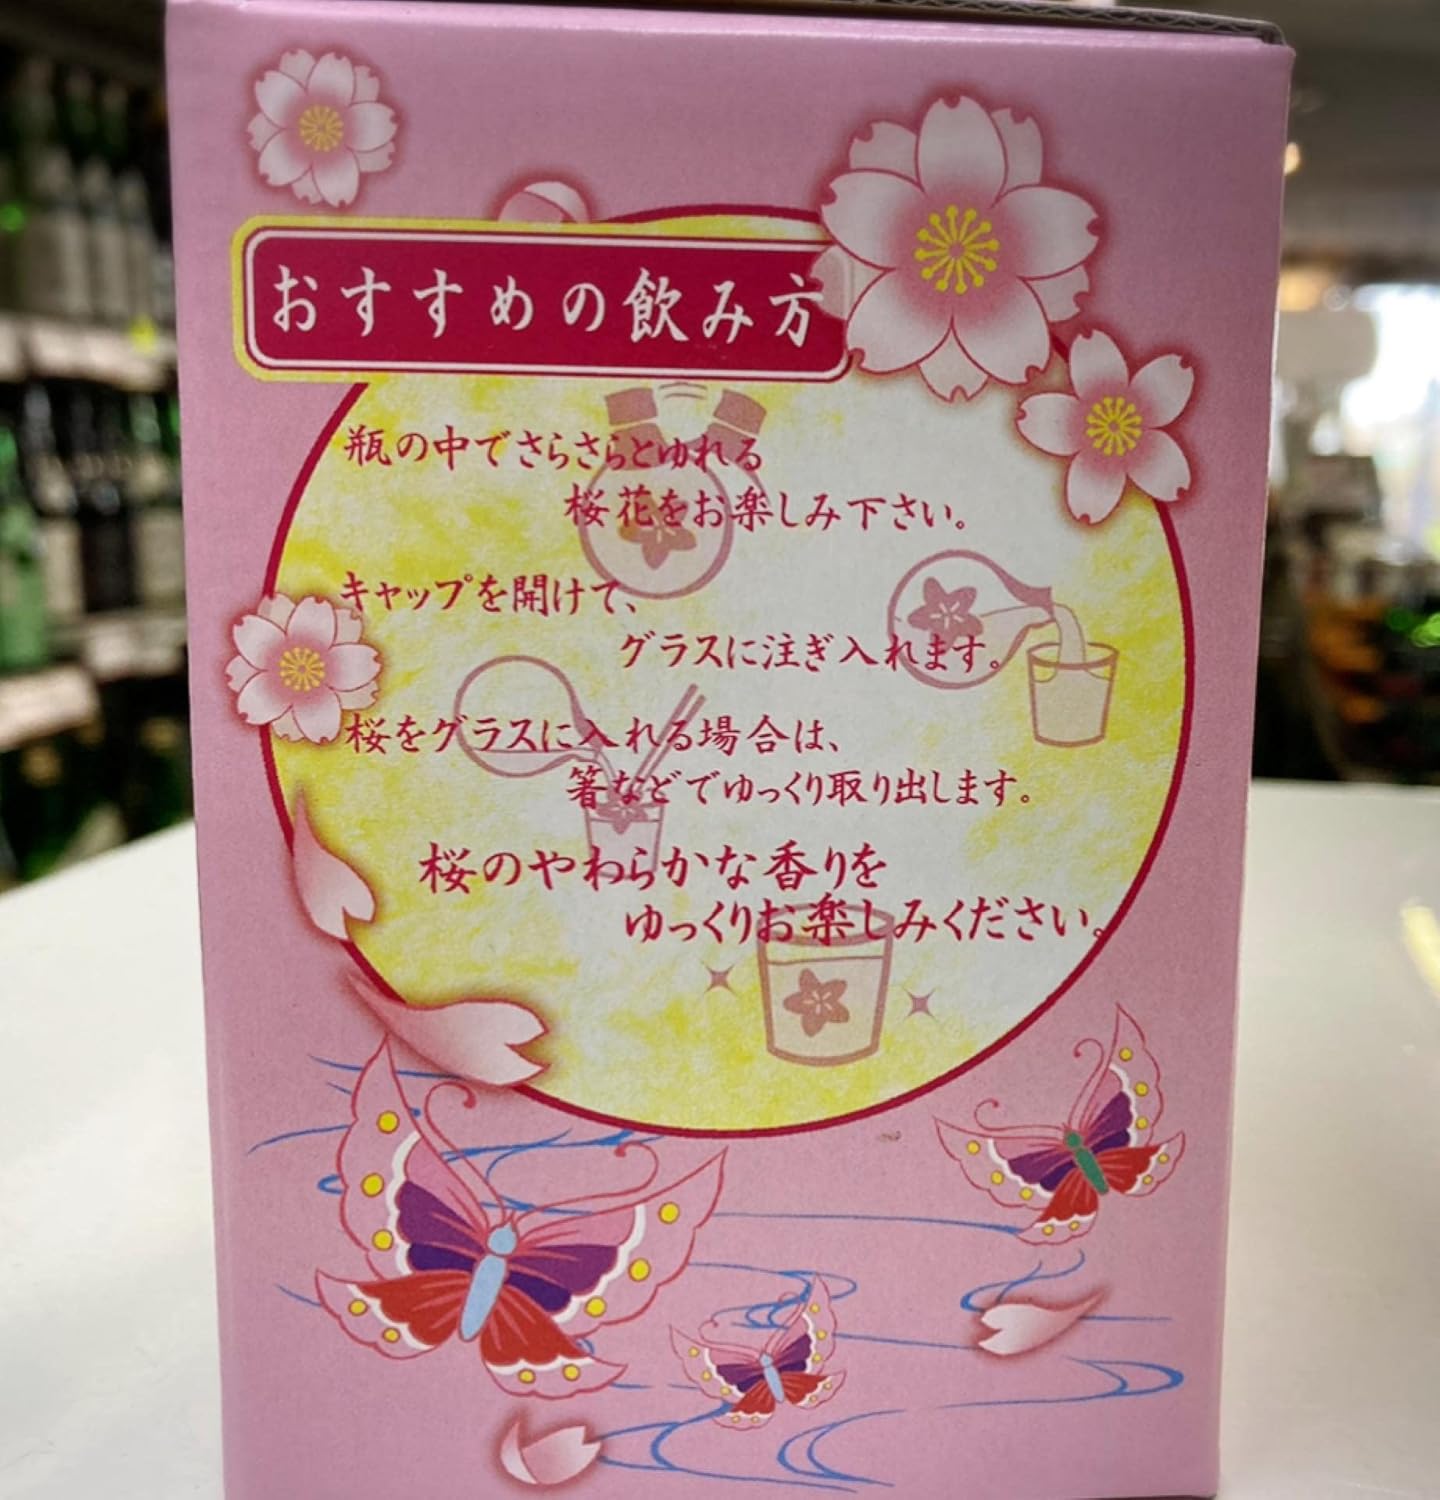 おすすめの飲み方
瓶の中でさらさらとゆれる
桜花をお楽しみ下さい。
キャップを開けて、
グラスに注ぎ入れます。
桜をグラスに入れる場合は、
箸などでゆっくり取り出します。
桜のやわらかな香りを
ゆっくりお楽しみください。